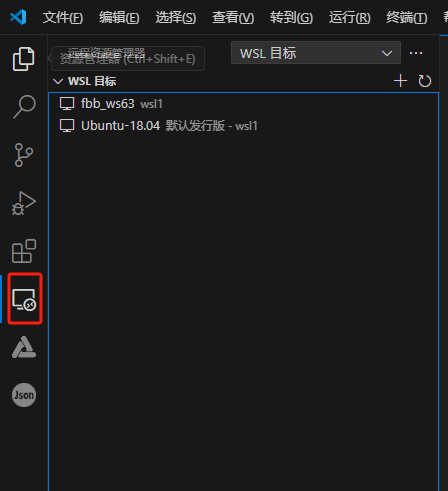 文件(F) 编辑(E) 选择(S) 查看(V) 转到(G) 运行(R) 终端(T)
远程资源管理器
资源管理器 (Ctrl+Shift+E)
WSL 目标
WSL 目标
fbb_ws63 wsl1
Ubuntu-18.04 默认发行版 - wsl1
Json